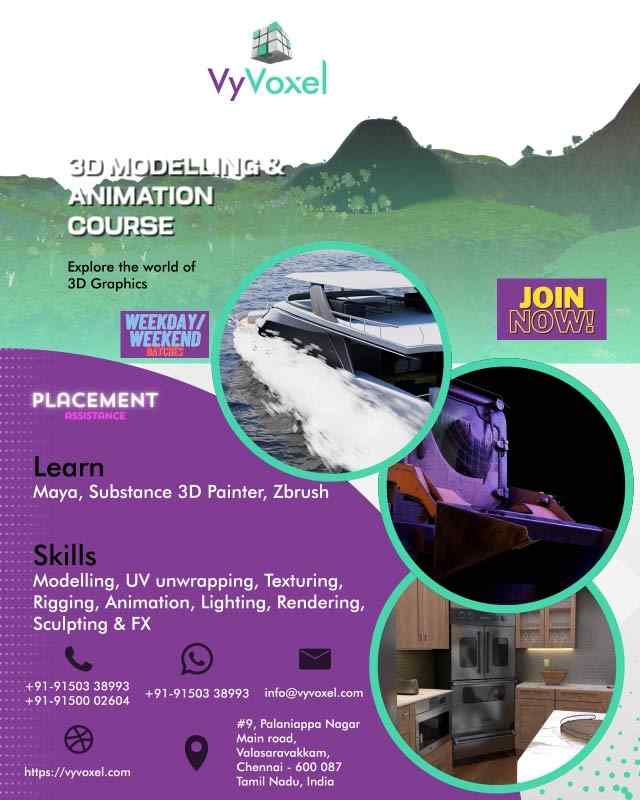 VyVoxel
3D MODELLING &
ANIMATION
COURSE
Explore the world of
3D Graphics
JOIN
NOW!
WEEKDAY/
WEEKEND
BATCHES
PLACEMENT
ASSISTANCE
Learn
Maya, Substance 3D Painter, Zbrush
Skills
Modelling, UV unwrapping, Texturing,
Rigging, Animation, Lighting, Rendering,
Sculpting & FX
+91-91503 38993
+91-91500 02604
+91-91503 38993
info@vyvoxel.com
https://vyvoxel.com
#9, Palaniappa Nagar
Main road,
Valasaravakkam,
Chennai - 600 087
Tamil Nadu, India